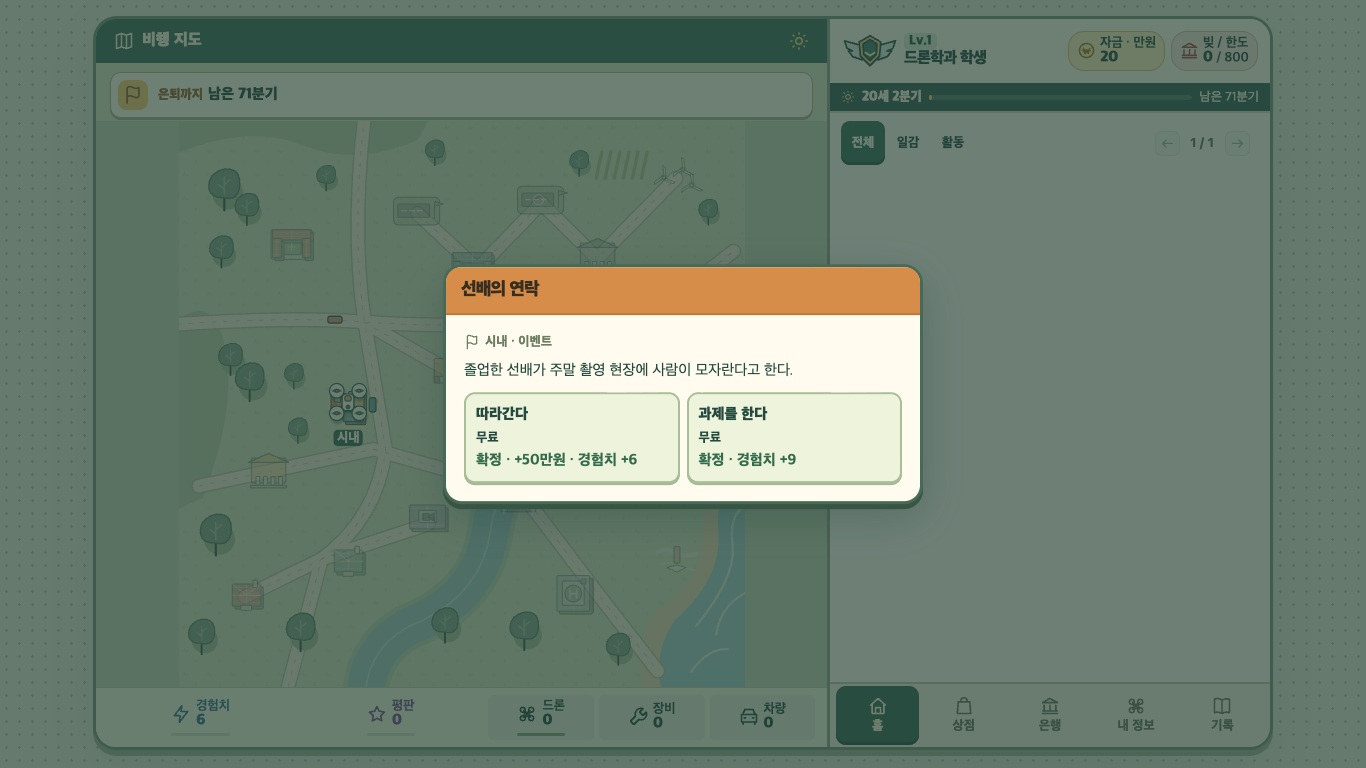 비행 지도
은퇴까지 남은 71분기
시내
경험치
6
평판
0
드론
0
장비
0
차량
0
Lv.1
드론학과 학생
자금 · 만원
20
빚 / 한도
0 / 800
20세 2분기
남은 71분기
전체
일감
활동
1 / 1
선배의 연락
시내 · 이벤트
졸업한 선배가 주말 촬영 현장에 사람이 모자란다고 한다.
따라간다
무료
확정 · +50만원 · 경험치 +6
과제를 한다
무료
확정 · 경험치 +9
홈
상점
은행
내 정보
기록